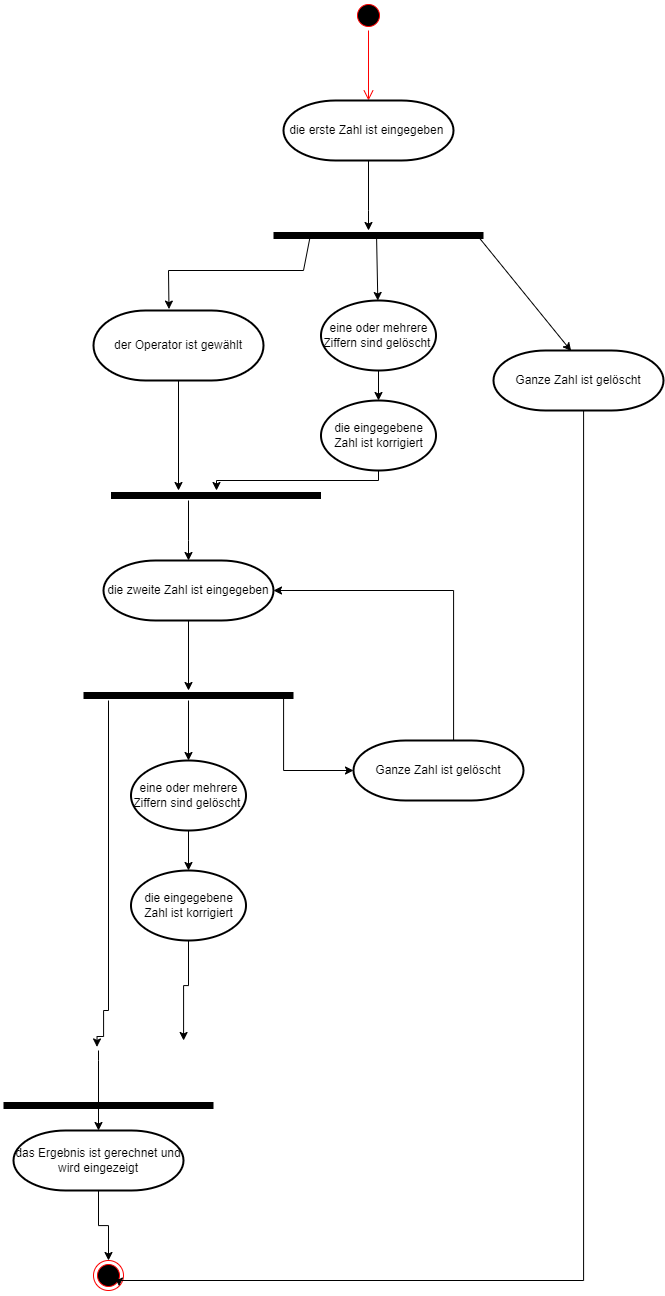 die erste Zahl ist eingegeben
der Operator ist gewählt
eine oder mehrere
Ziffern sind gelöscht
Ganze Zahl ist gelöscht
die eingegebene
Zahl ist korrigiert
die zweite Zahl ist eingegeben
Ganze Zahl ist gelöscht
eine oder mehrere
Ziffern sind gelöscht
die eingegebene
Zahl ist korrigiert
das Ergebnis ist gerechnet und
wird eingezeigt